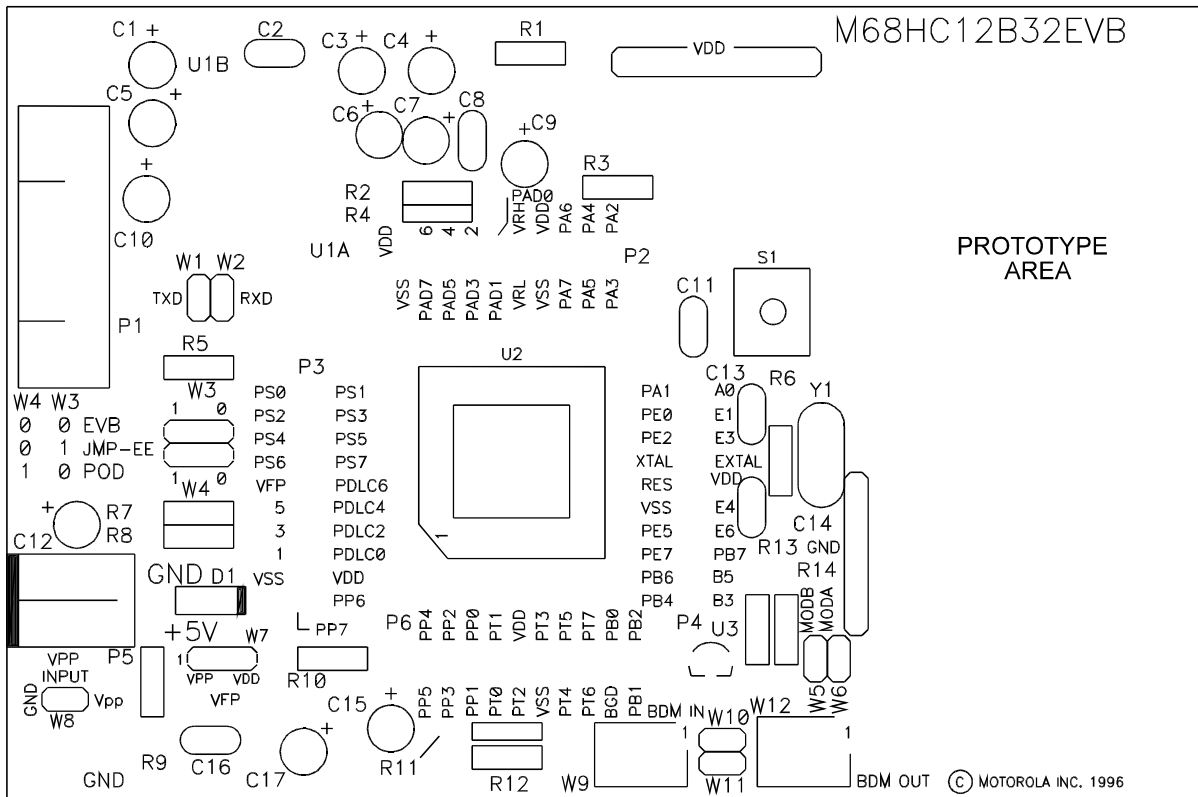 M68HC12B32EVB
C1 + C2 C3 + C4 + R1 VDD
U1B
C5 +
C6 + C7 + C8 C9 +
+
C10
R3
R2
R4
PAD0
VDD 6 4 2 VRH VDD PA6 PA4 PA2
U1A
P2
VSS PAD7 PAD5 PAD3 PAD1 VRL VSS PA7 PA5 PA3
PROTOTYPE
AREA
S1
C11
W1 W2
TXD RXD
P1
R5
P3
U2
C13 R6 Y1
W3
1 0
W4 W3
0 0 EVB
0 1 JMP-EE
1 0 POD
1 0
W4
PS0 PS1
PS2 PS3
PS4 PS5
PS6 PS7
VFP PDLC6
5 PDLC4
3 PDLC2
1 PDLC0
VSS VDD
PP6
1
PA1 A0
PE0 E1
PE2 E3
XTAL EXTAL
RES VDD
VSS E4
PE5 E6
PE7 PB7
PB6 B5
PB4 B3
C14
R13 GND
R14
MODB MODA
+
R7
R8
C12
GND D1
+5V
W7
1
VPP VDD
VFP
P5
VPP
INPUT
GND Vpp
W8
PP7
R10
P6
PP4 PP2 PP0 PT1 VDD PT3 PT5 PT7 PB0 PB2
P4
U3
W5 W6
PP5 PP3 PP1 PT0 PT2 VSS PT4 PT6 BGD PB1
BDM IN
W10 W12
1 1
C15 +
R9
GND
C16
C17 +
R11
R12
W9
W11
BDM OUT
© MOTOROLA INC. 1996